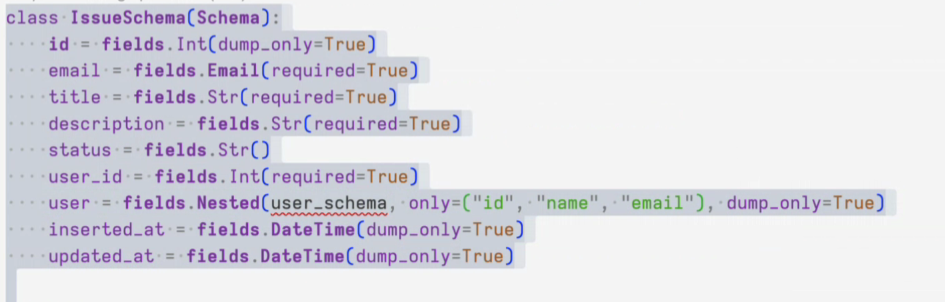 class IssueSchema(Schema):
    id = fields.Int(dump_only=True)
    email = fields.Email(required=True)
    title = fields.Str(required=True)
    description = fields.Str(required=True)
    status = fields.Str()
    user_id = fields.Int(required=True)
    user = fields.Nested(user_schema, only=("id", "name", "email"), dump_only=True)
    inserted_at = fields.DateTime(dump_only=True)
    updated_at = fields.DateTime(dump_only=True)